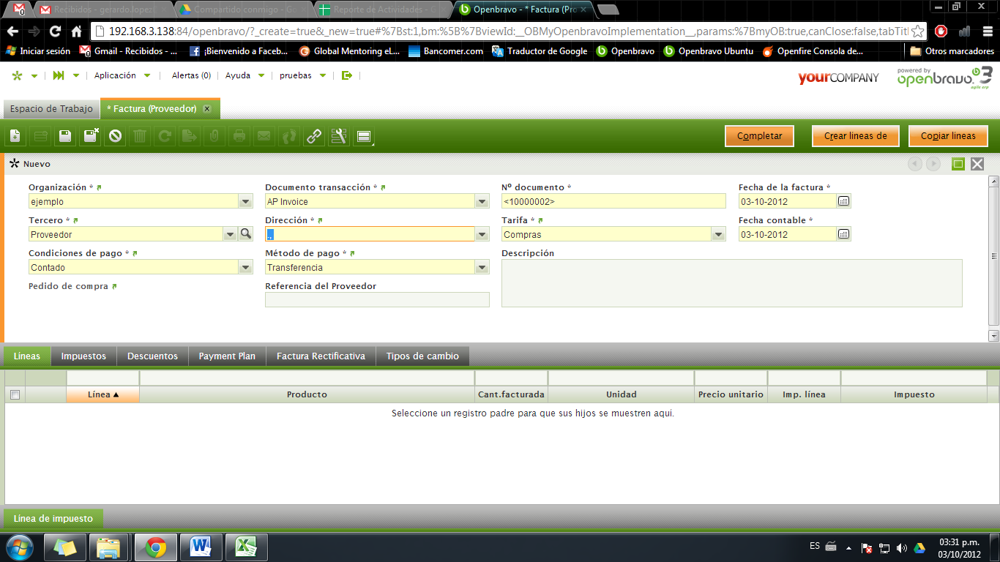 0
Recibidos - gerardo.lopez
Compartido conmigo - Go
Reporte de Actividades - G
Openbravo - * Factura (Pro
192.168.3.138:84/openbravo/?_create=true&_new=true#%7Bst:1,bm:%5B%7BviewId:__OBMyOpenbravoImplementation__,params:%7BmyOB:true,canClose:false,tabTitl
Iniciar sesión
Gmail - Recibidos - ...
¡Bienvenido a Faceb...
Global Mentoring eL...
Bancomer.com
Traductor de Google
Openbravo
Openbravo Ubuntu
Openfire Consola de...
Otros marcadores
Aplicación
Alertas (0)
Ayuda
pruebas
yourCOMPANY
powered by
openbravo 3
agile erp
Espacio de Trabajo
* Factura (Proveedor)
Completar
Crear lineas de
Copiar líneas
Nuevo
Organización *
Documento transacción *
Nº documento *
Fecha de la factura *
ejemplo
AP Invoice
<10000002>
03-10-2012
Tercero *
Dirección *
Tarifa *
Fecha contable *
Proveedor
.,
Compras
03-10-2012
Condiciones de pago *
Método de pago *
Descripción
Contado
Transferencia
Pedido de compra
Referencia del Proveedor
Líneas
Impuestos
Descuentos
Payment Plan
Factura Rectificativa
Tipos de cambio
Línea
Producto
Cant.facturada
Unidad
Precio unitario
Imp. línea
Impuesto
Seleccione un registro padre para que sus hijos se muestren aquí.
Línea de impuesto
ES
03:31 p.m.
03/10/2012